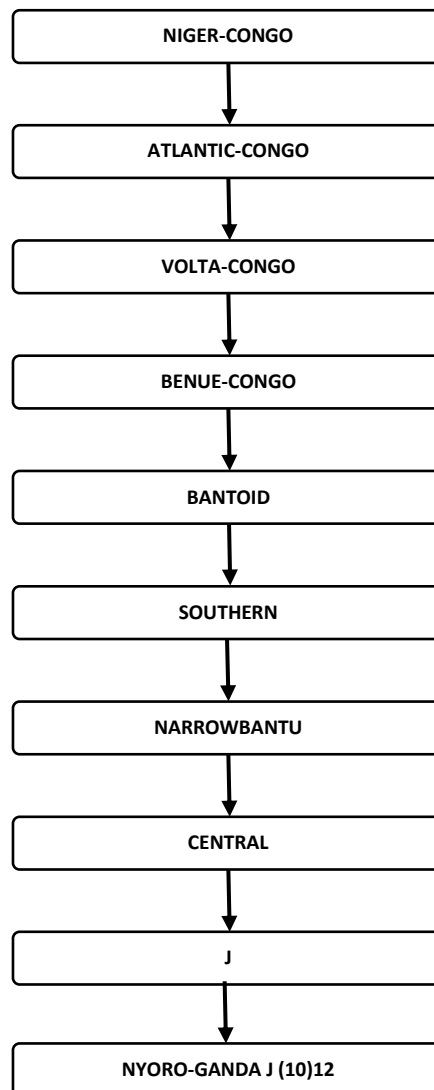 NIGER-CONGO
ATLANTIC-CONGO
VOLTA-CONGO
BENUE-CONGO
BANTOID
SOUTHERN
NARROWBANTU
CENTRAL
J
NYORO-GANDA J (10)12